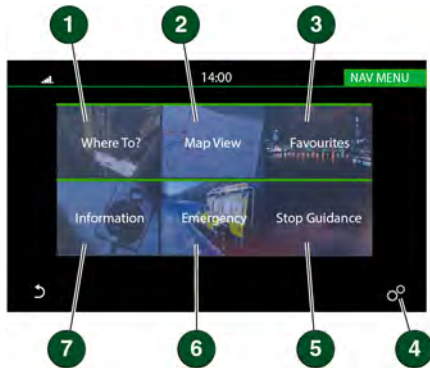 1 2 3
14:00 NAV MENU
Where To? Map View Favourites
Information Emergency Stop Guidance
7 6 5 4